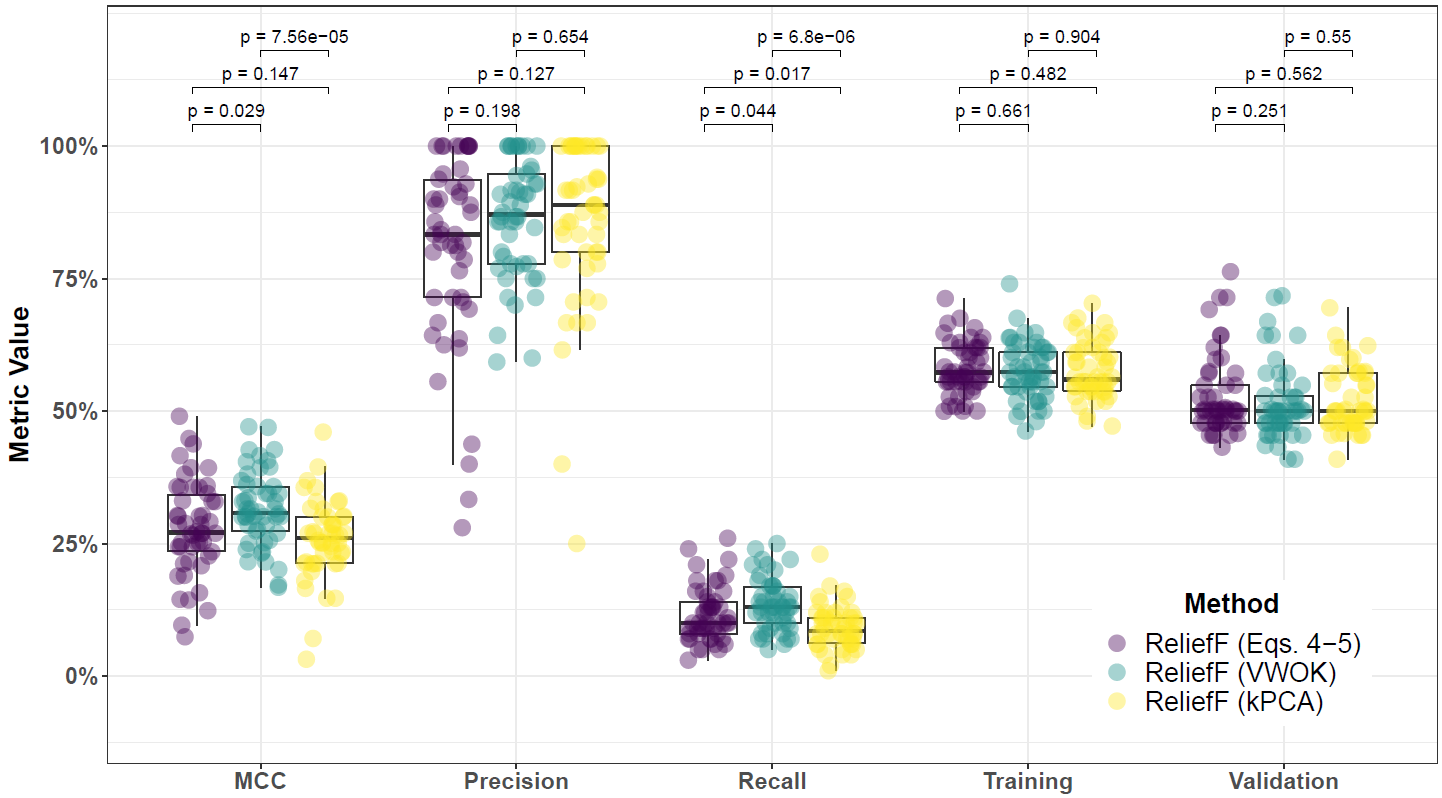 p = 7.56e−05
p = 0.654
p = 6.8e−06
p = 0.904
p = 0.55
p = 0.147
p = 0.127
p = 0.017
p = 0.482
p = 0.562
p = 0.029
p = 0.198
p = 0.044
p = 0.661
p = 0.251
100%
75%
50%
25%
0%
Metric Value
Method
ReliefF (Eqs. 4−5)
ReliefF (VWOK)
ReliefF (kPCA)
MCC
Precision
Recall
Training
Validation